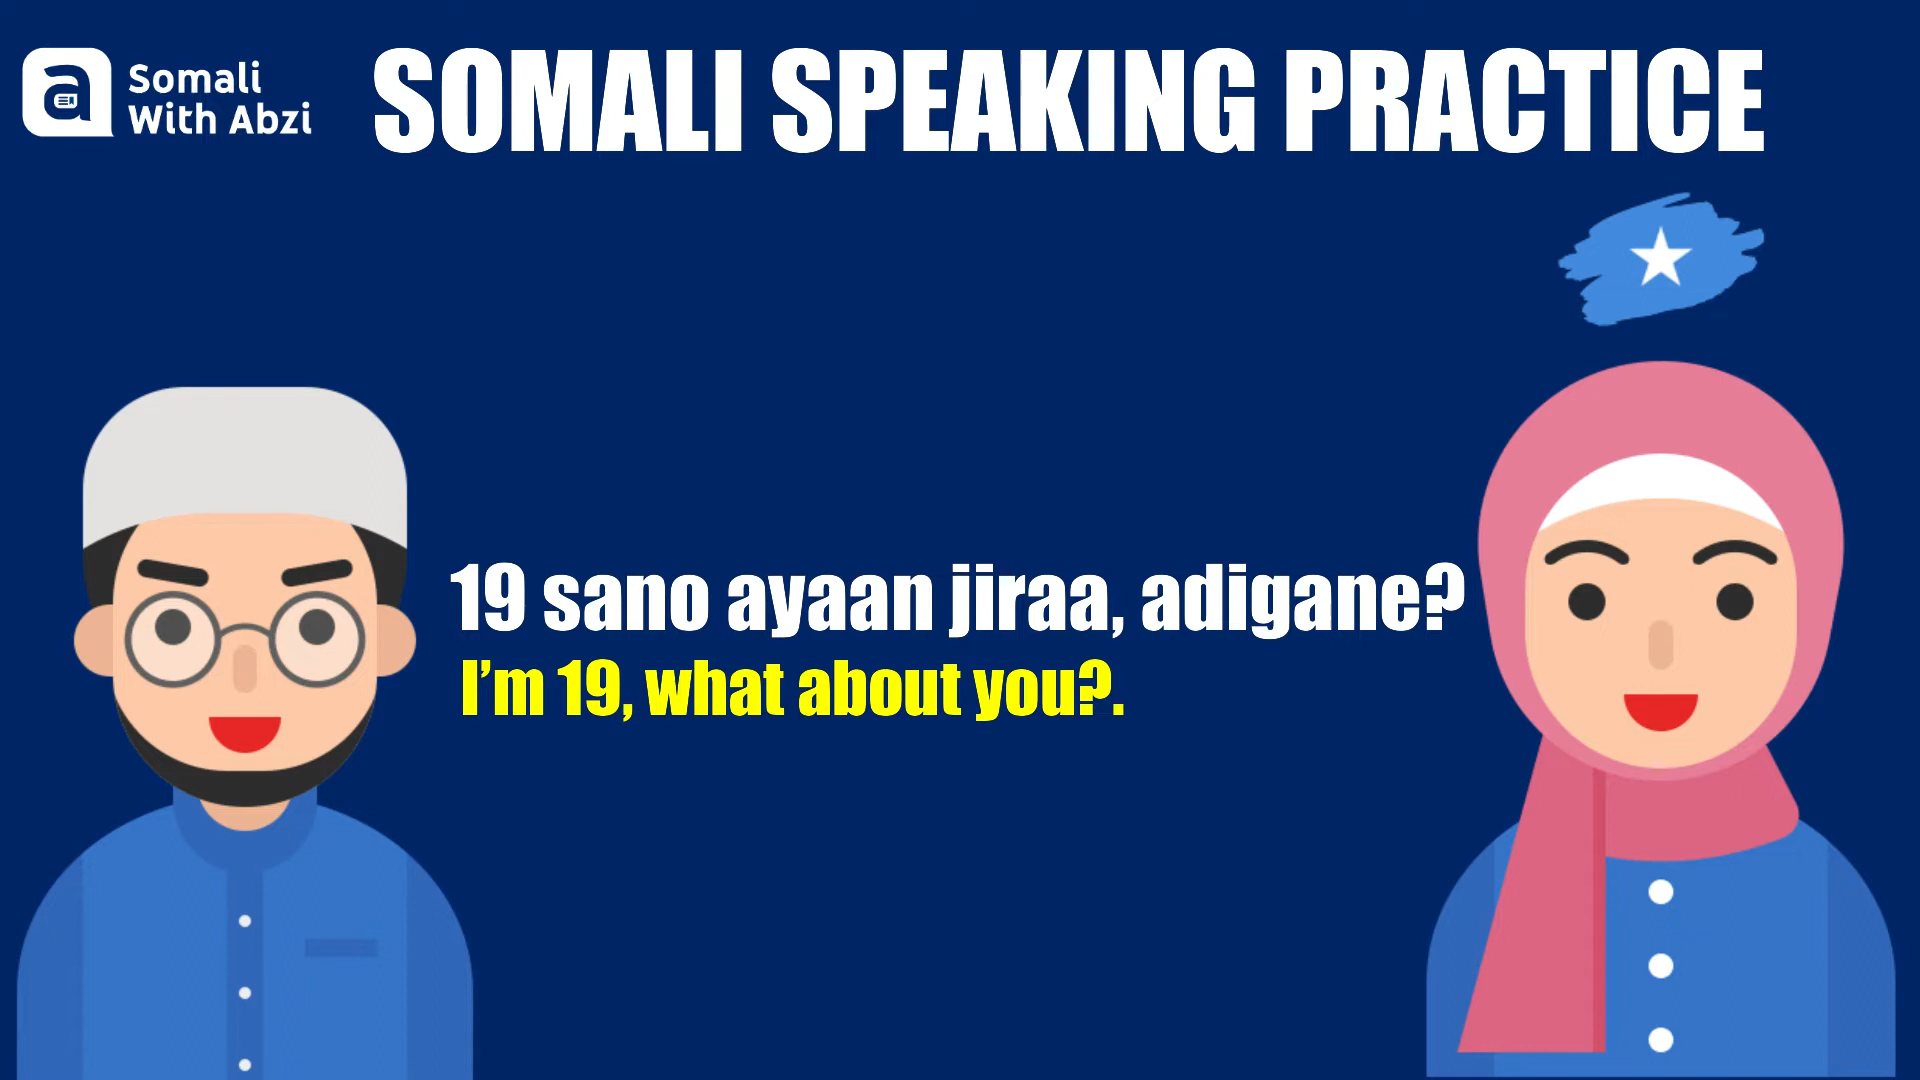 Somali
With Abzi
SOMALI SPEAKING PRACTICE
19 sano ayaan jiraa, adigane?
I’m 19, what about you?.